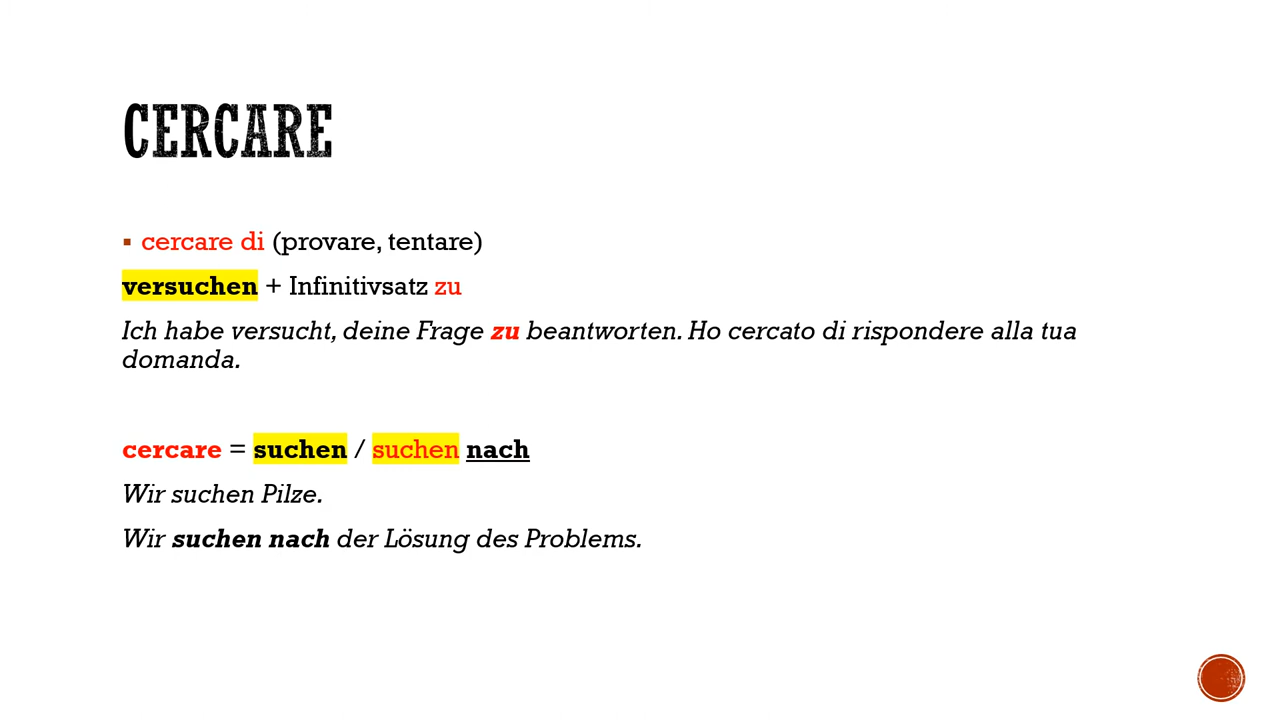 CERCARE
▪ cercare di (provare, tentare)
versuchen + Infinitivsatz zu
Ich habe versucht, deine Frage zu beantworten. Ho cercato di rispondere alla tua
domanda.
cercare = suchen / suchen nach
Wir suchen Pilze.
Wir suchen nach der Lösung des Problems.